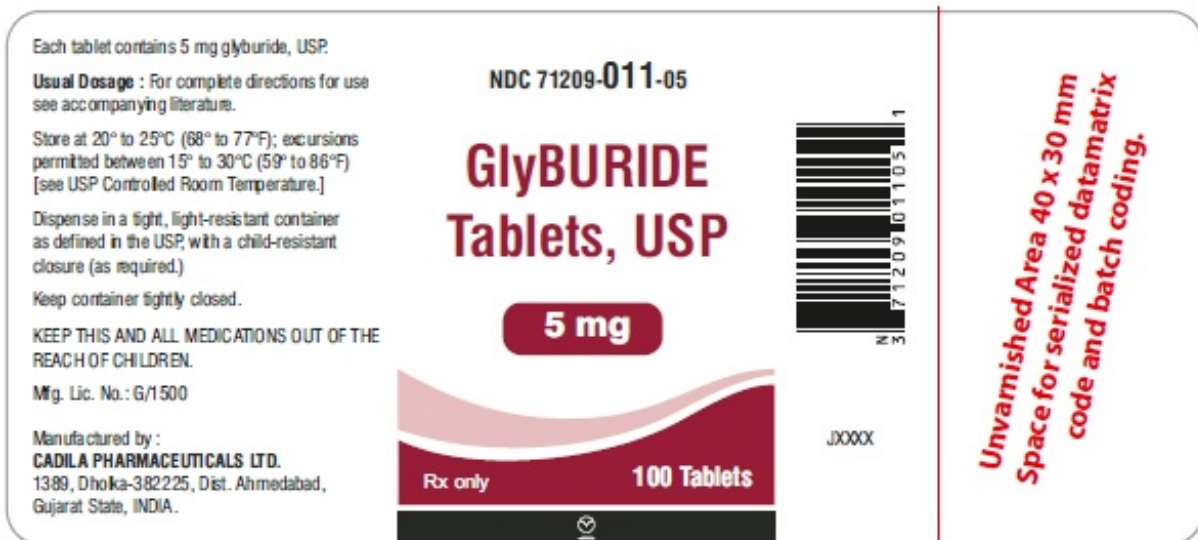 Each tablet contains 5 mg glyburide, USP.
Usual Dosage : For complete directions for use
see accompanying literature.
Store at 20° to 25°C (68° to 77°F); excursions
permitted between 15° to 30°C (59° to 86°F)
[see USP Controlled Room Temperature.]
Dispense in a tight, light-resistant container
as defined in the USP, with a child-resistant
closure (as required.)
Keep container tightly closed.
KEEP THIS AND ALL MEDICATIONS OUT OF THE
REACH OF CHILDREN.
Mfg. Lic. No.: G/1500
Manufactured by :
CADILA PHARMACEUTICALS LTD.
1389, Dholka-382225, Dist. Ahmedabad,
Gujarat State, INDIA.
NDC 71209-011-05
GlyBURIDE
Tablets, USP
5 mg
Rx only
100 Tablets
N
3 71209 01105 1
JXXXX
Unvarnished Area 40 x 30 mm
Space for serialized datamatrix
code and batch coding.